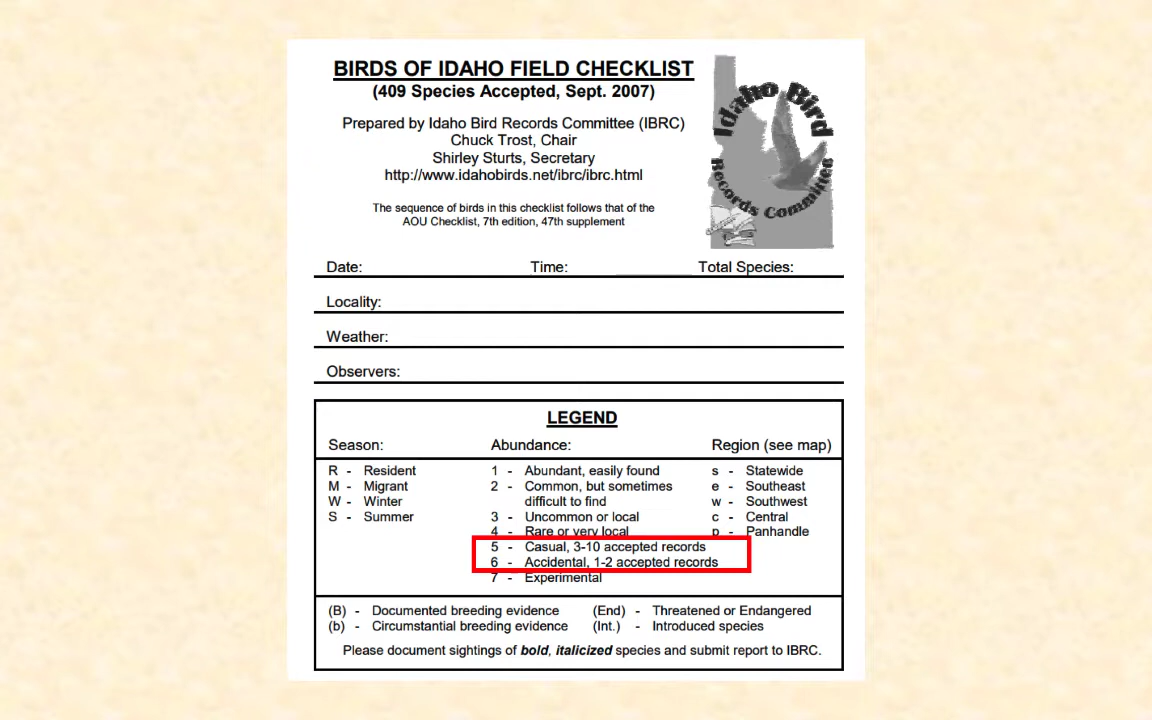 BIRDS OF IDAHO FIELD CHECKLIST
(409 Species Accepted, Sept. 2007)
Prepared by Idaho Bird Records Committee (IBRC)
Chuck Trost, Chair
Shirley Sturts, Secretary
http://www.idahobirds.net/ibrc/ibrc.html
The sequence of birds in this checklist follows that of the
AOU Checklist, 7th edition, 47th supplement
Idaho Bird
Records Committee
Date: Time: Total Species:
Locality:
Weather:
Observers:
LEGEND
Season: Abundance: Region (see map)
R - Resident 1 - Abundant, easily found s - Statewide
M - Migrant 2 - Common, but sometimes e - Southeast
W - Winter difficult to find w - Southwest
S - Summer 3 - Uncommon or local c - Central
4 - Rare or very local p - Panhandle
5 - Casual, 3-10 accepted records
6 - Accidental, 1-2 accepted records
7 - Experimental
(B) - Documented breeding evidence (End) - Threatened or Endangered
(b) - Circumstantial breeding evidence (Int.) - Introduced species
Please document sightings of bold, italicized species and submit report to IBRC.